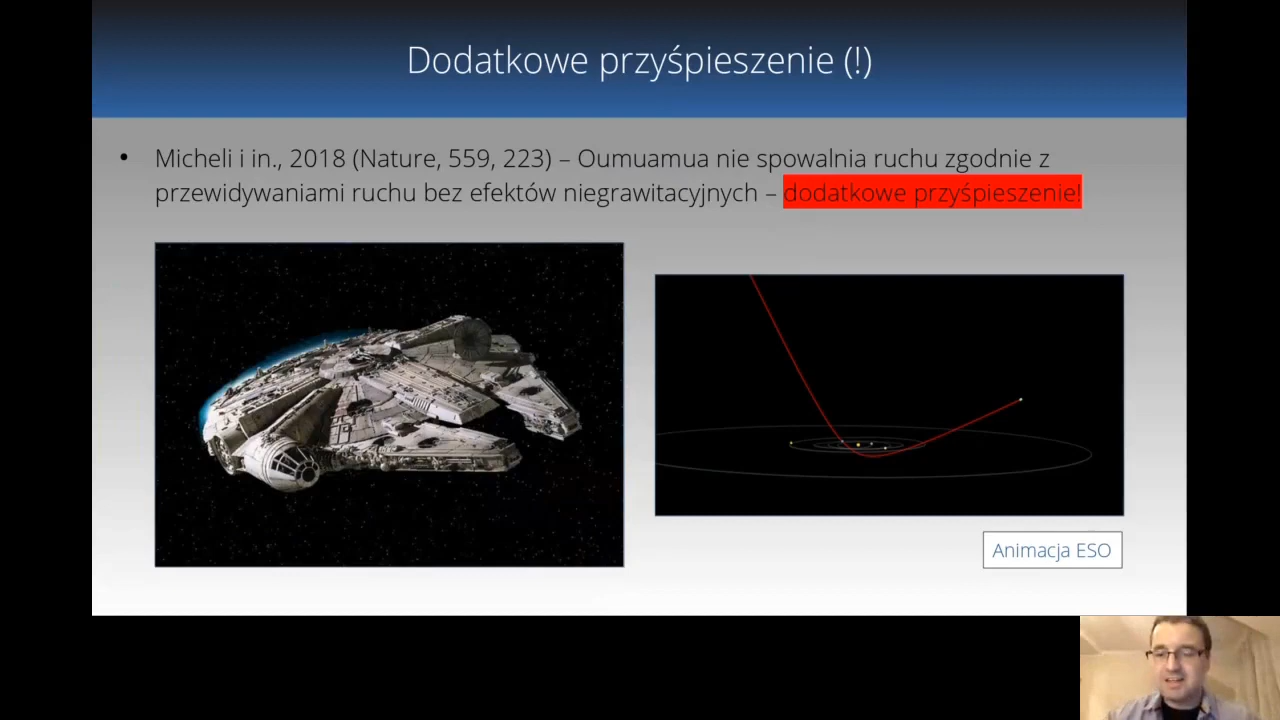 Dodatkowe przyśpieszenie (!)
• Micheli i in., 2018 (Nature, 559, 223) – Oumuamua nie spowalnia ruchu zgodnie z
przewidywaniami ruchu bez efektów niegrawitacyjnych – dodatkowe przyśpieszenie!
Animacja ESO